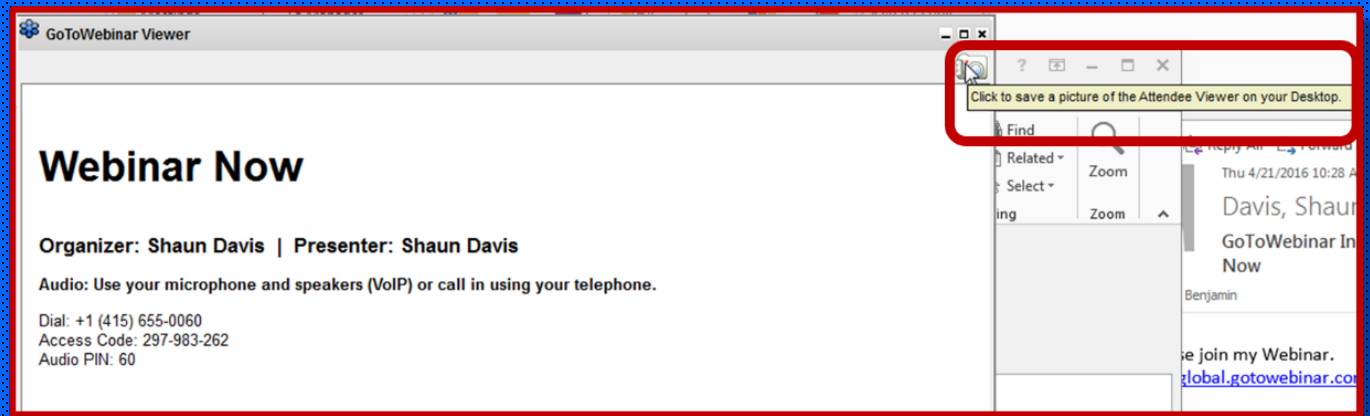 GoToWebinar Viewer
Click to save a picture of the Attendee Viewer on your Desktop.
Webinar Now
Organizer: Shaun Davis | Presenter: Shaun Davis
Audio: Use your microphone and speakers (VoIP) or call in using your telephone.
Dial: +1 (415) 655-0060
Access Code: 297-983-262
Audio PIN: 60
Find
Related
Select
ing
Zoom
Zoom
Reply All Forward
Thu 4/21/2016 10:28 A
Davis, Shaun
GoToWebinar In
Now
Benjamin
se join my Webinar.
global.gotowebinar.co